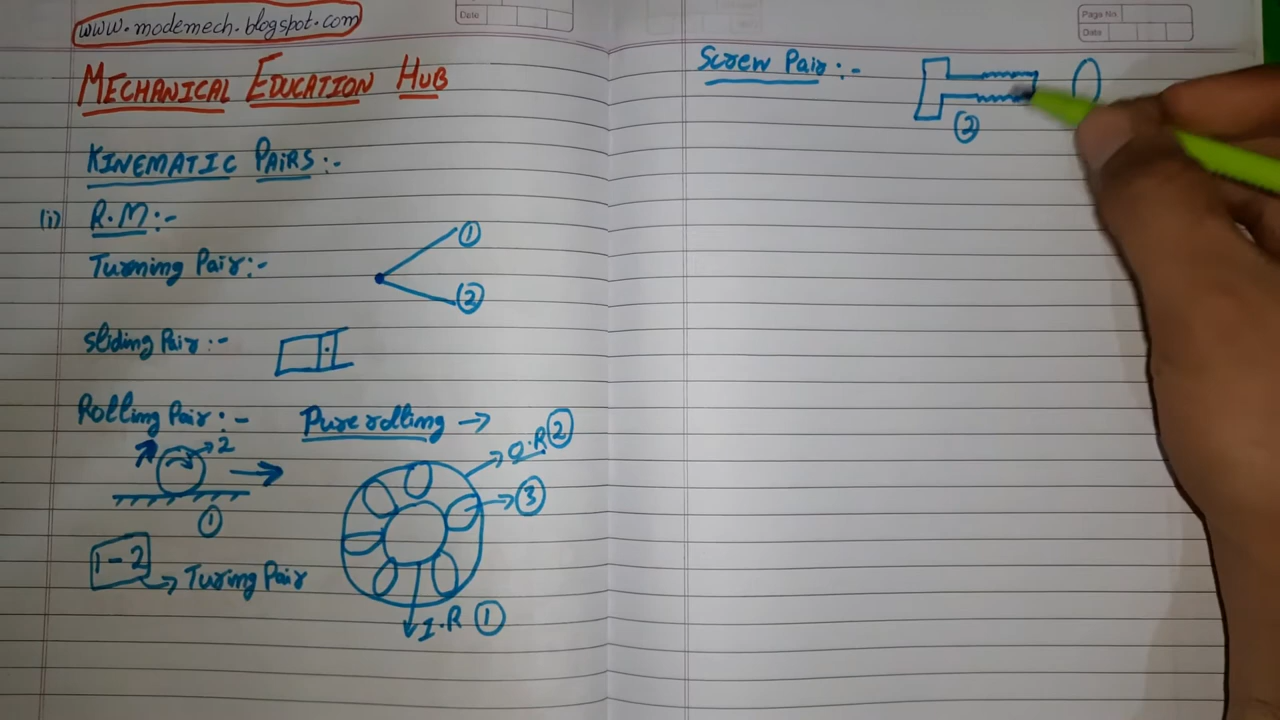 www.modemech.blogspot.com
Date
MECHANICAL EDUCATION HUB
KINEMATIC PAIRS:-
(i) R.M:-
Turning Pair:-
1
2
Sliding Pair:-
Rolling Pair:- Pure rolling →
2
1
O.R 2
3
1-2 → Turing Pair
I.R 1
Page No
Date
Screw Pair:-
2